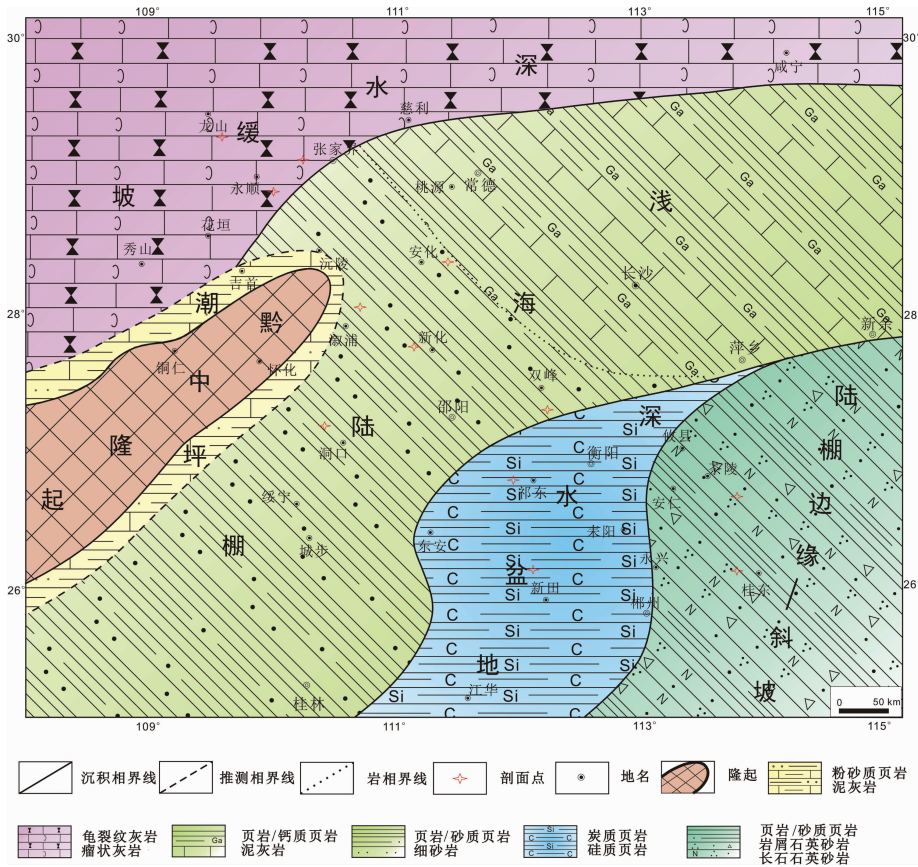 109°
111°
113°
115°
30°
30°
咸宁
深
水
慈利
龙山
缓
张家界
Ga
永顺
桃源
常德
坡
浅
花垣
秀山
安化
沅陵
吉首
长沙
潮
海
Ga
28°
28°
黔
溆浦
新化
新余
铜仁
怀化
中
双峰
萍乡
邵阳
陆
深
陆
隆
坪
洞口
攸县
棚
Si
衡阳
茶陵
起
绥宁
C
祁东
水
安仁
边
棚
城步
东安
耒阳
永兴
缘
26°
26°
盆
新田
桂东
郴州
N
斜
地
江华
坡
桂林
0 50 km
109°
111°
113°
115°
沉积相界线
推测相界线
岩相界线
剖面点
地名
隆起
粉砂质页岩
泥灰岩
龟裂纹灰岩
瘤状灰岩
Ga
页岩/钙质页岩
泥灰岩
页岩/砂质页岩
细砂岩
Si
C C
Si
C C
炭质页岩
硅质页岩
N
页岩/砂质页岩
岩屑石英砂岩
长石石英砂岩